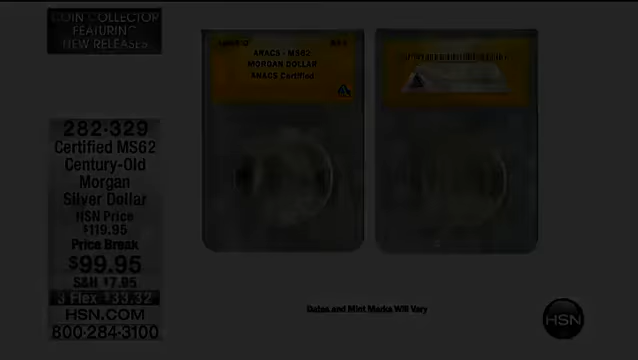 COIN COLLECTOR
FEATURING
NEW RELEASES
282-329
Certified MS62
Century-Old
Morgan
Silver Dollar
HSN Price
$119.95
Price Break
$99.95
S&H $7.95
3 Flex $33.32
HSN.COM
800-284-3100
ANACS - MS62
MORGAN DOLLAR
ANACS Certified
Dates and Mint Marks Will Vary
HSN